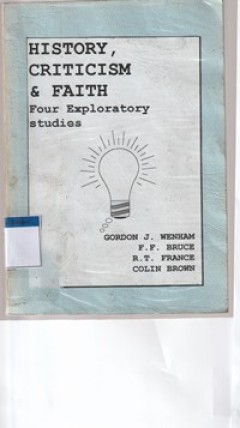 HISTORY,
CRITICISM
& FAITH
Four Exploratory
studies
GORDON J. WENHAM
F.F. BRUCE
R.T. FRANCE
COLIN BROWN